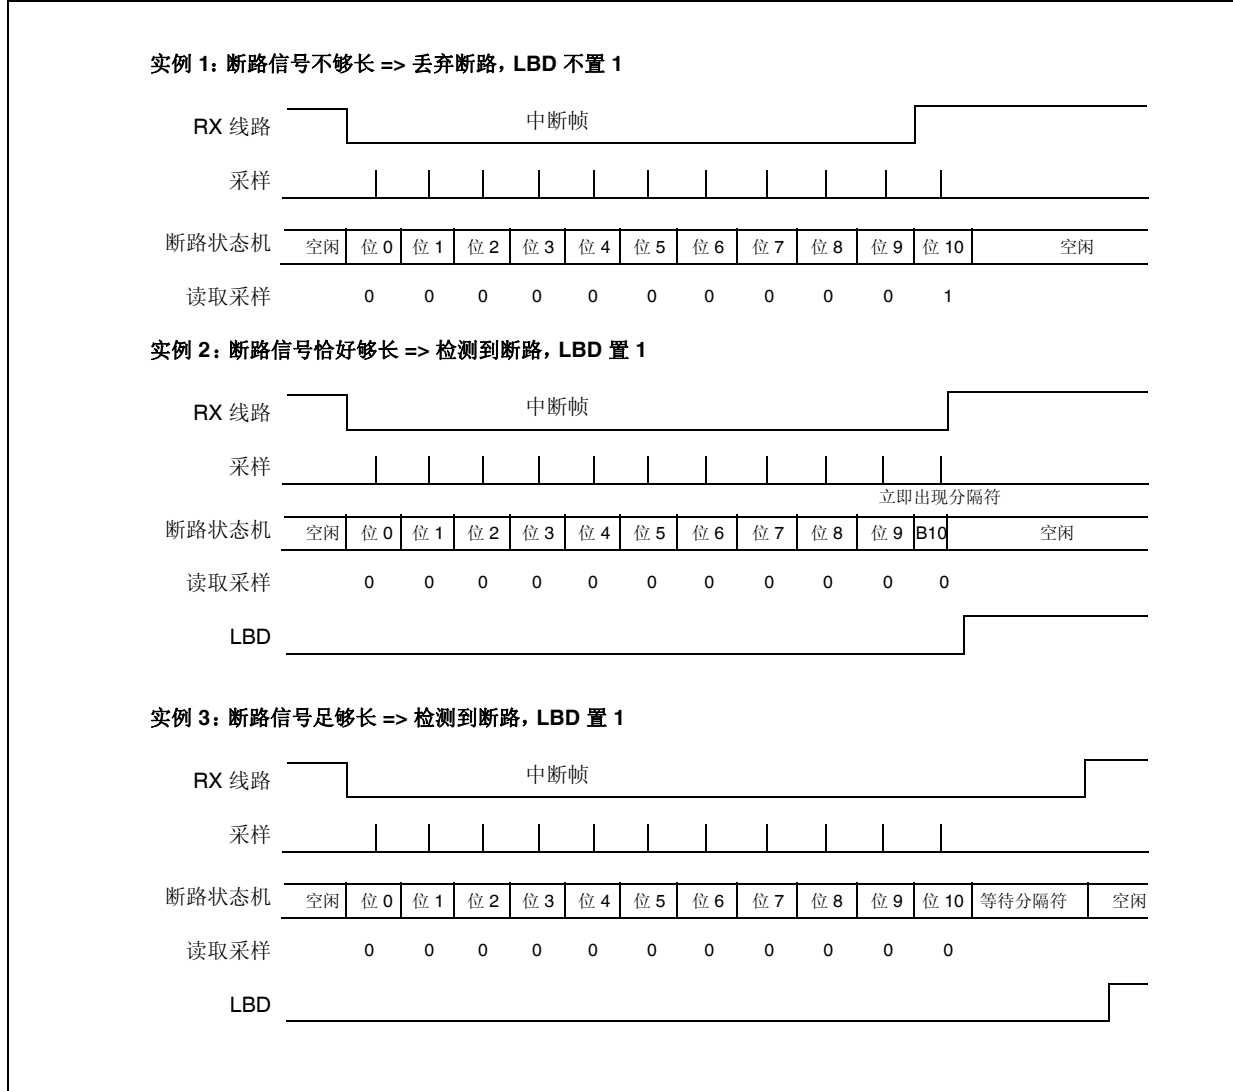 实例 1：断路信号不够长 => 丢弃断路，LBD 不置 1
RX 线路 中断帧
采样
断路状态机 空闲 位 0 位 1 位 2 位 3 位 4 位 5 位 6 位 7 位 8 位 9 位 10 空闲
读取采样 0 0 0 0 0 0 0 0 0 0 1
实例 2：断路信号恰好够长 => 检测到断路，LBD 置 1
RX 线路 中断帧
采样
立即出现分隔符
断路状态机 空闲 位 0 位 1 位 2 位 3 位 4 位 5 位 6 位 7 位 8 位 9 B10 空闲
读取采样 0 0 0 0 0 0 0 0 0 0 0
LBD
实例 3：断路信号足够长 => 检测到断路，LBD 置 1
RX 线路 中断帧
采样
断路状态机 空闲 位 0 位 1 位 2 位 3 位 4 位 5 位 6 位 7 位 8 位 9 位 10 等待分隔符 空闲
读取采样 0 0 0 0 0 0 0 0 0 0 0
LBD